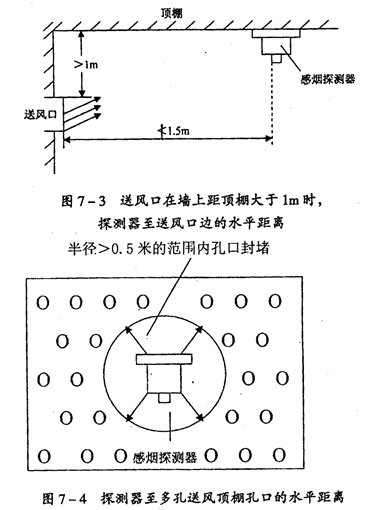 顶棚
>1m
感烟探测器
送风口
≮1.5m
图 7-3 送风口在墙上距顶棚大于 1m 时，
探测器至送风口边的水平距离
半径>0.5 米的范围内孔口封堵
O O O O O O O
O O O O
O O O O
O O O O
O O O O O O
感烟探测器
图 7-4 探测器至多孔送风顶棚孔口的水平距离